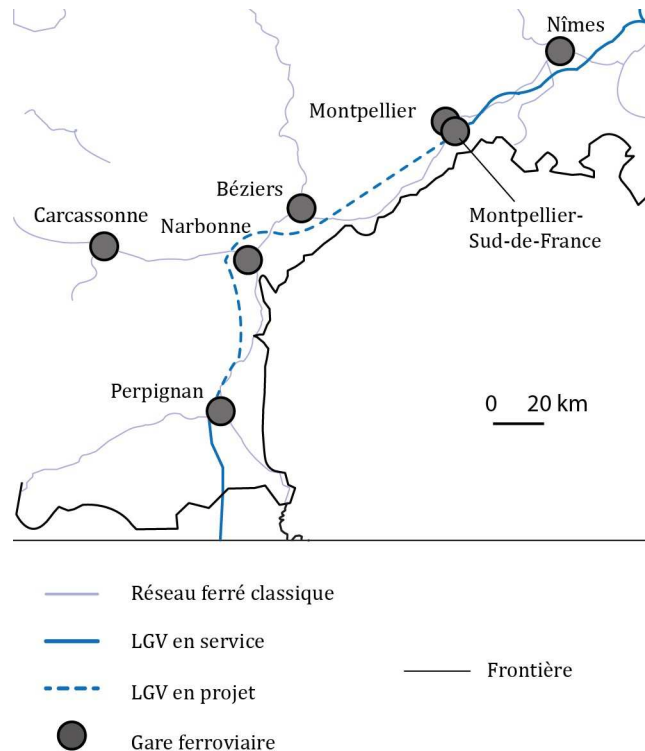 Nîmes
Montpellier
Béziers
Carcassonne
Narbonne
Montpellier-
Sud-de-France
Perpignan
0 20 km
Réseau ferré classique
LGV en service
Frontière
LGV en projet
Gare ferroviaire